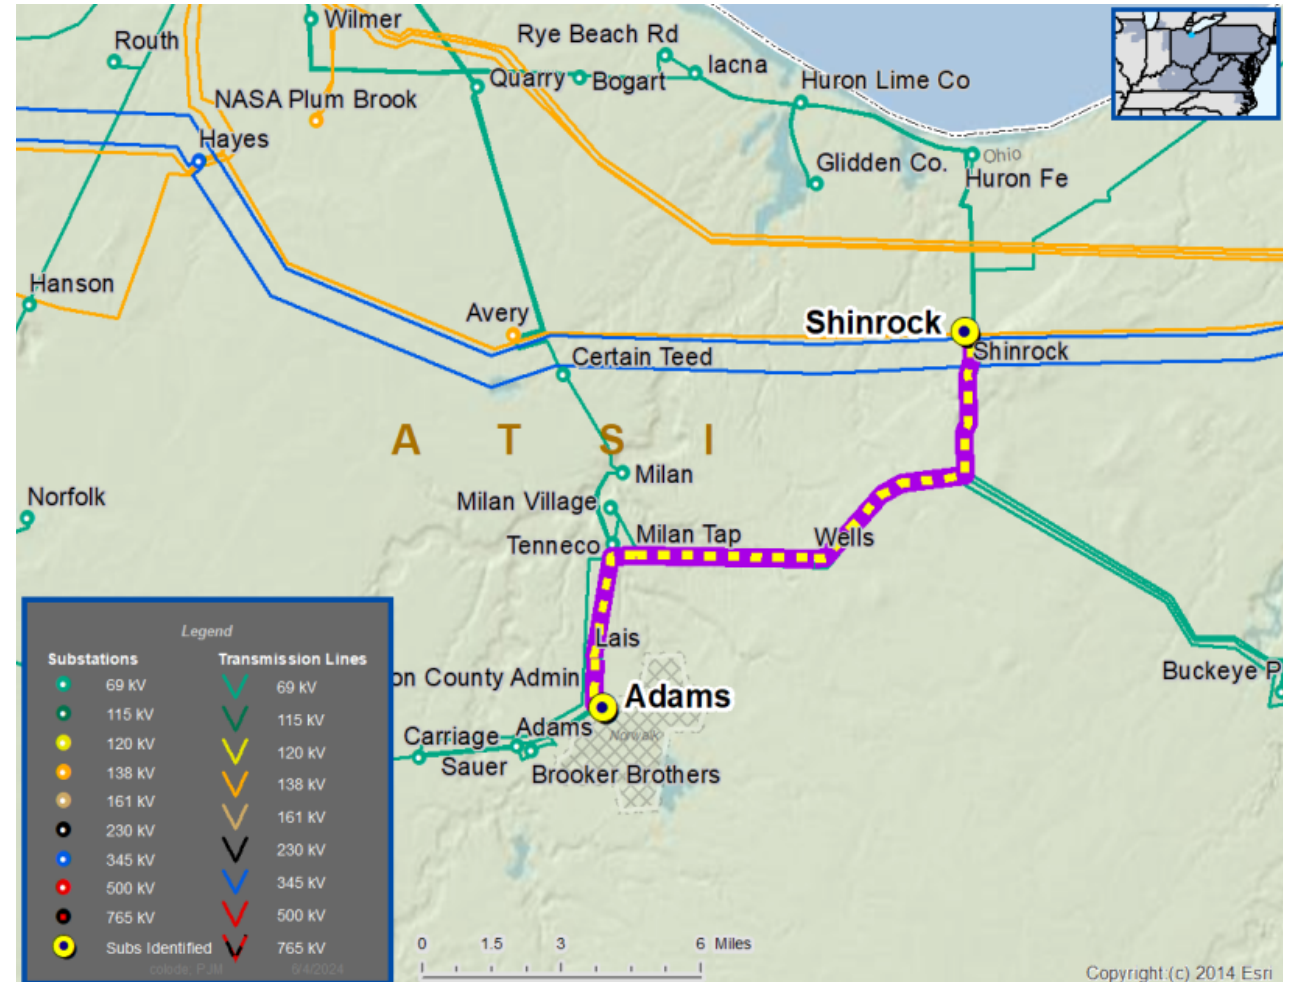 Wilmer
Rye Beach Rd
Routh
Iacna
Quarry
Bogart
Huron Lime Co
NASA Plum Brook
Hayes
Ohio
Glidden Co.
Huron Fe
Hanson
Avery
Shinrock
Shinrock
Certain Teed
A T S I
Milan
Norfolk
Milan Village
Milan Tap
Wells
Tenneco
Lais
on County Admin
Buckeye P
Adams
Adams
Carriage
Norwalk
Sauer
Brooker Brothers
Legend
Substations
Transmission Lines
69 kV
69 kV
115 kV
115 kV
120 kV
120 kV
138 kV
138 kV
161 kV
161 kV
230 kV
230 kV
345 kV
345 kV
500 kV
500 kV
765 kV
765 kV
Subs Identified
colode: PJM
6/4/2024
0 1.5 3 6 Miles
Copyright:(c) 2014 Esri